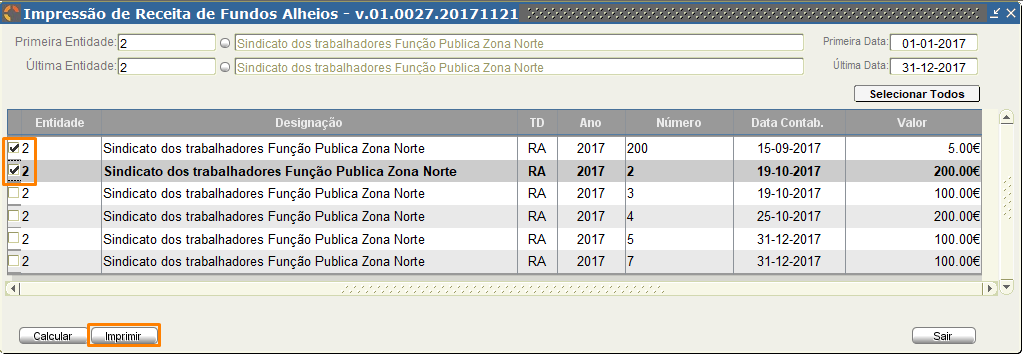 Impressão de Receita de Fundos Alheios - v.01.0027.20171121
Primeira Entidade: 2 Sindicato dos trabalhadores Função Publica Zona Norte Primeira Data: 01-01-2017
Última Entidade: 2 Sindicato dos trabalhadores Função Publica Zona Norte Última Data: 31-12-2017
Selecionar Todos
Entidade Designação TD Ano Número Data Contab. Valor
2 Sindicato dos trabalhadores Função Publica Zona Norte RA 2017 200 15-09-2017 5.00€
2 Sindicato dos trabalhadores Função Publica Zona Norte RA 2017 2 19-10-2017 200.00€
2 Sindicato dos trabalhadores Função Publica Zona Norte RA 2017 3 19-10-2017 100.00€
2 Sindicato dos trabalhadores Função Publica Zona Norte RA 2017 4 25-10-2017 200.00€
2 Sindicato dos trabalhadores Função Publica Zona Norte RA 2017 5 31-12-2017 100.00€
2 Sindicato dos trabalhadores Função Publica Zona Norte RA 2017 7 31-12-2017 100.00€
Calcular Imprimir Sair